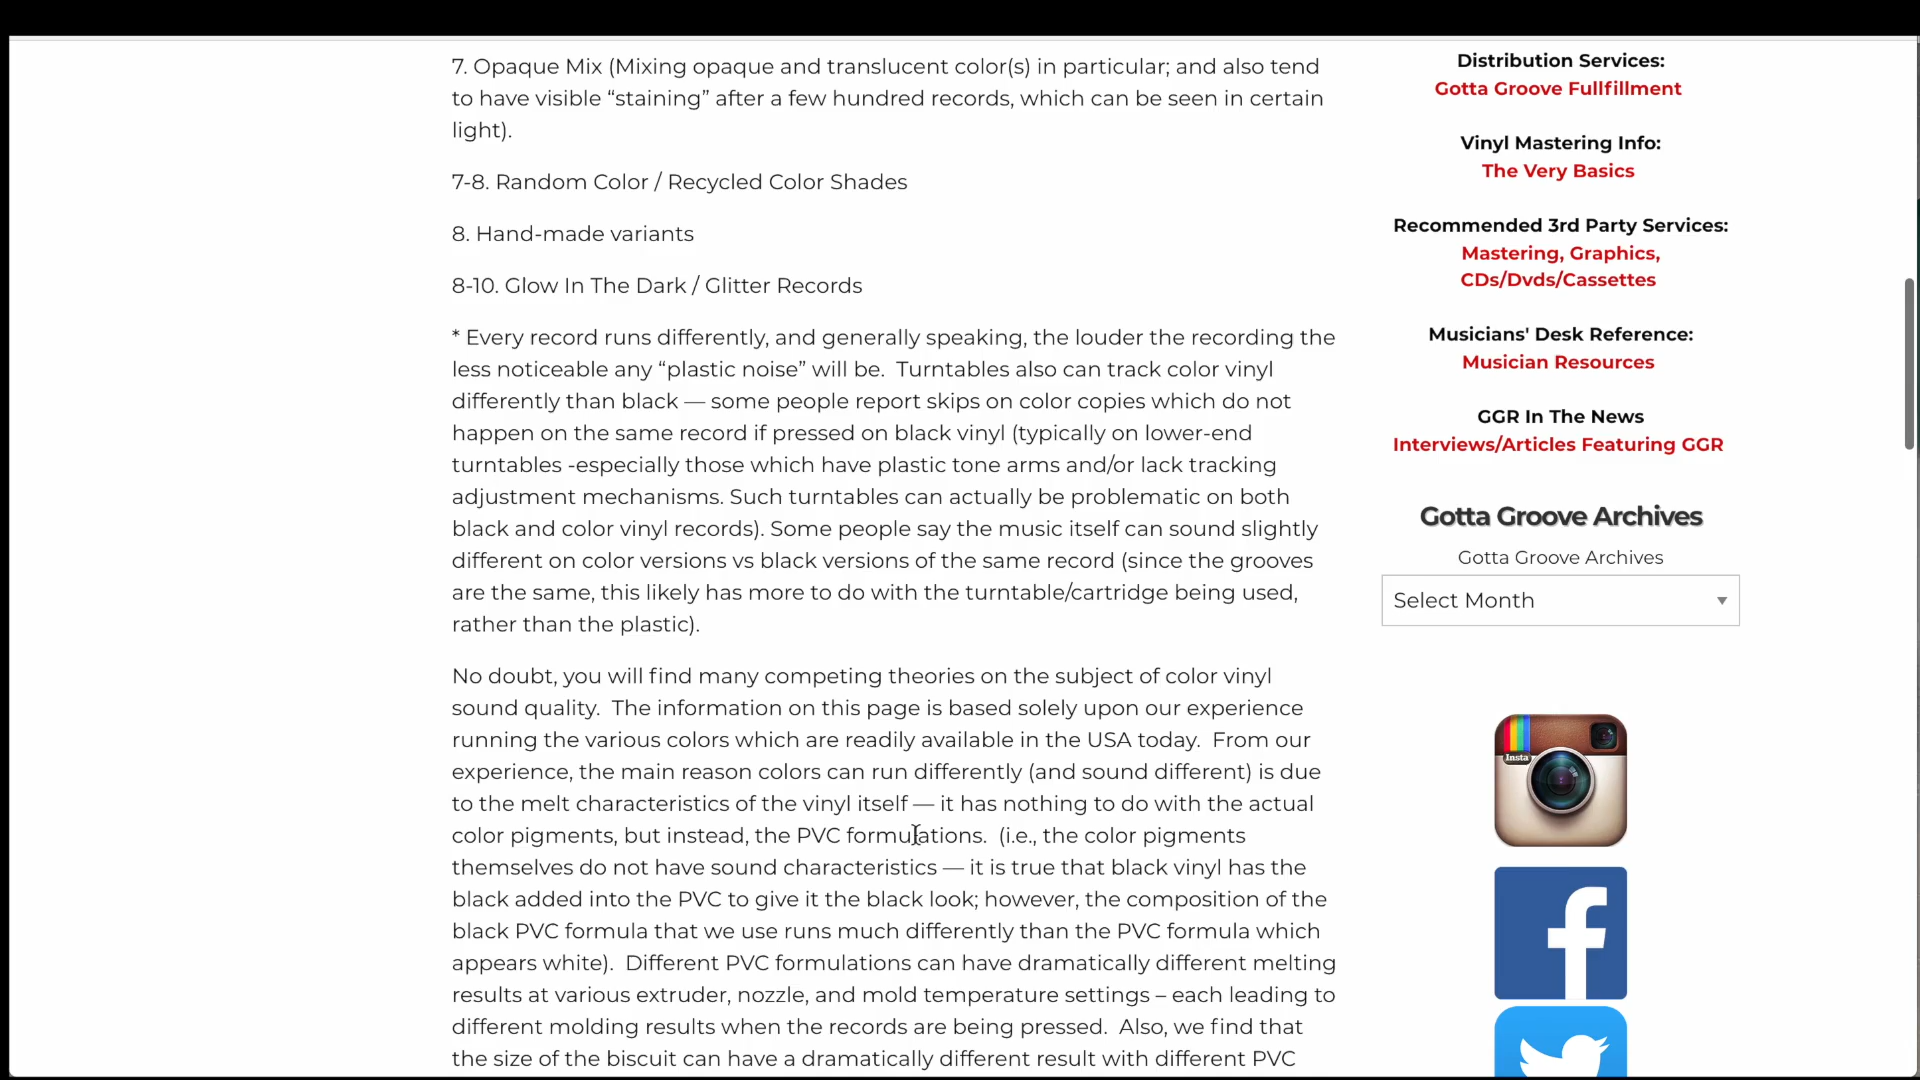 7. Opaque Mix (Mixing opaque and translucent color(s) in particular; and also tend
to have visible “staining” after a few hundred records, which can be seen in certain
light).
7-8. Random Color / Recycled Color Shades
8. Hand-made variants
8-10. Glow In The Dark / Glitter Records
* Every record runs differently, and generally speaking, the louder the recording the
less noticeable any “plastic noise” will be.  Turntables also can track color vinyl
differently than black — some people report skips on color copies which do not
happen on the same record if pressed on black vinyl (typically on lower-end
turntables -especially those which have plastic tone arms and/or lack tracking
adjustment mechanisms. Such turntables can actually be problematic on both
black and color vinyl records). Some people say the music itself can sound slightly
different on color versions vs black versions of the same record (since the grooves
are the same, this likely has more to do with the turntable/cartridge being used,
rather than the plastic).
No doubt, you will find many competing theories on the subject of color vinyl
sound quality.  The information on this page is based solely upon our experience
running the various colors which are readily available in the USA today.  From our
experience, the main reason colors can run differently (and sound different) is due
to the melt characteristics of the vinyl itself — it has nothing to do with the actual
color pigments, but instead, the PVC formulations.  (i.e., the color pigments
themselves do not have sound characteristics — it is true that black vinyl has the
black added into the PVC to give it the black look; however, the composition of the
black PVC formula that we use runs much differently than the PVC formula which
appears white).  Different PVC formulations can have dramatically different melting
results at various extruder, nozzle, and mold temperature settings – each leading to
different molding results when the records are being pressed.  Also, we find that
the size of the biscuit can have a dramatically different result with different PVC
Distribution Services:
Gotta Groove Fullfillment
Vinyl Mastering Info:
The Very Basics
Recommended 3rd Party Services:
Mastering, Graphics,
CDs/Dvds/Cassettes
Musicians' Desk Reference:
Musician Resources
GGR In The News
Interviews/Articles Featuring GGR
Gotta Groove Archives
Gotta Groove Archives
Select Month
Insta